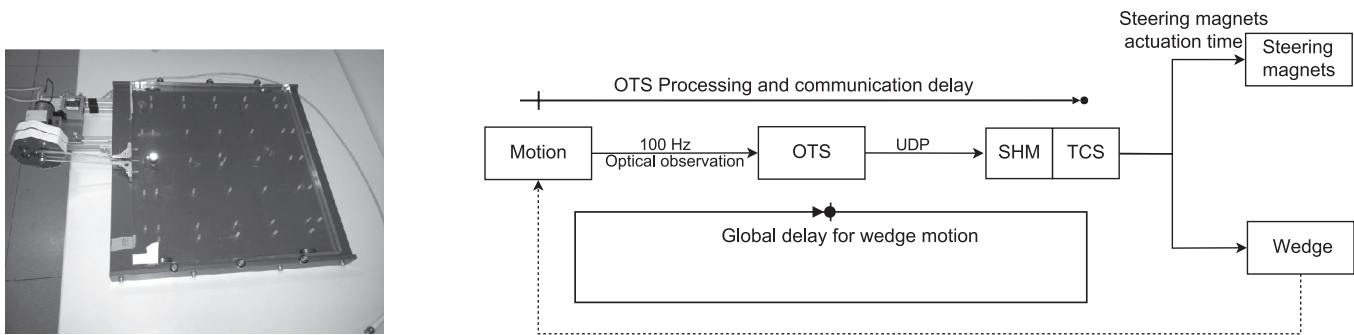 Steering magnets
actuation time
Steering
magnets
OTS Processing and communication delay
Motion
100 Hz
Optical observation
OTS
UDP
SHM
TCS
Global delay for wedge motion
Wedge